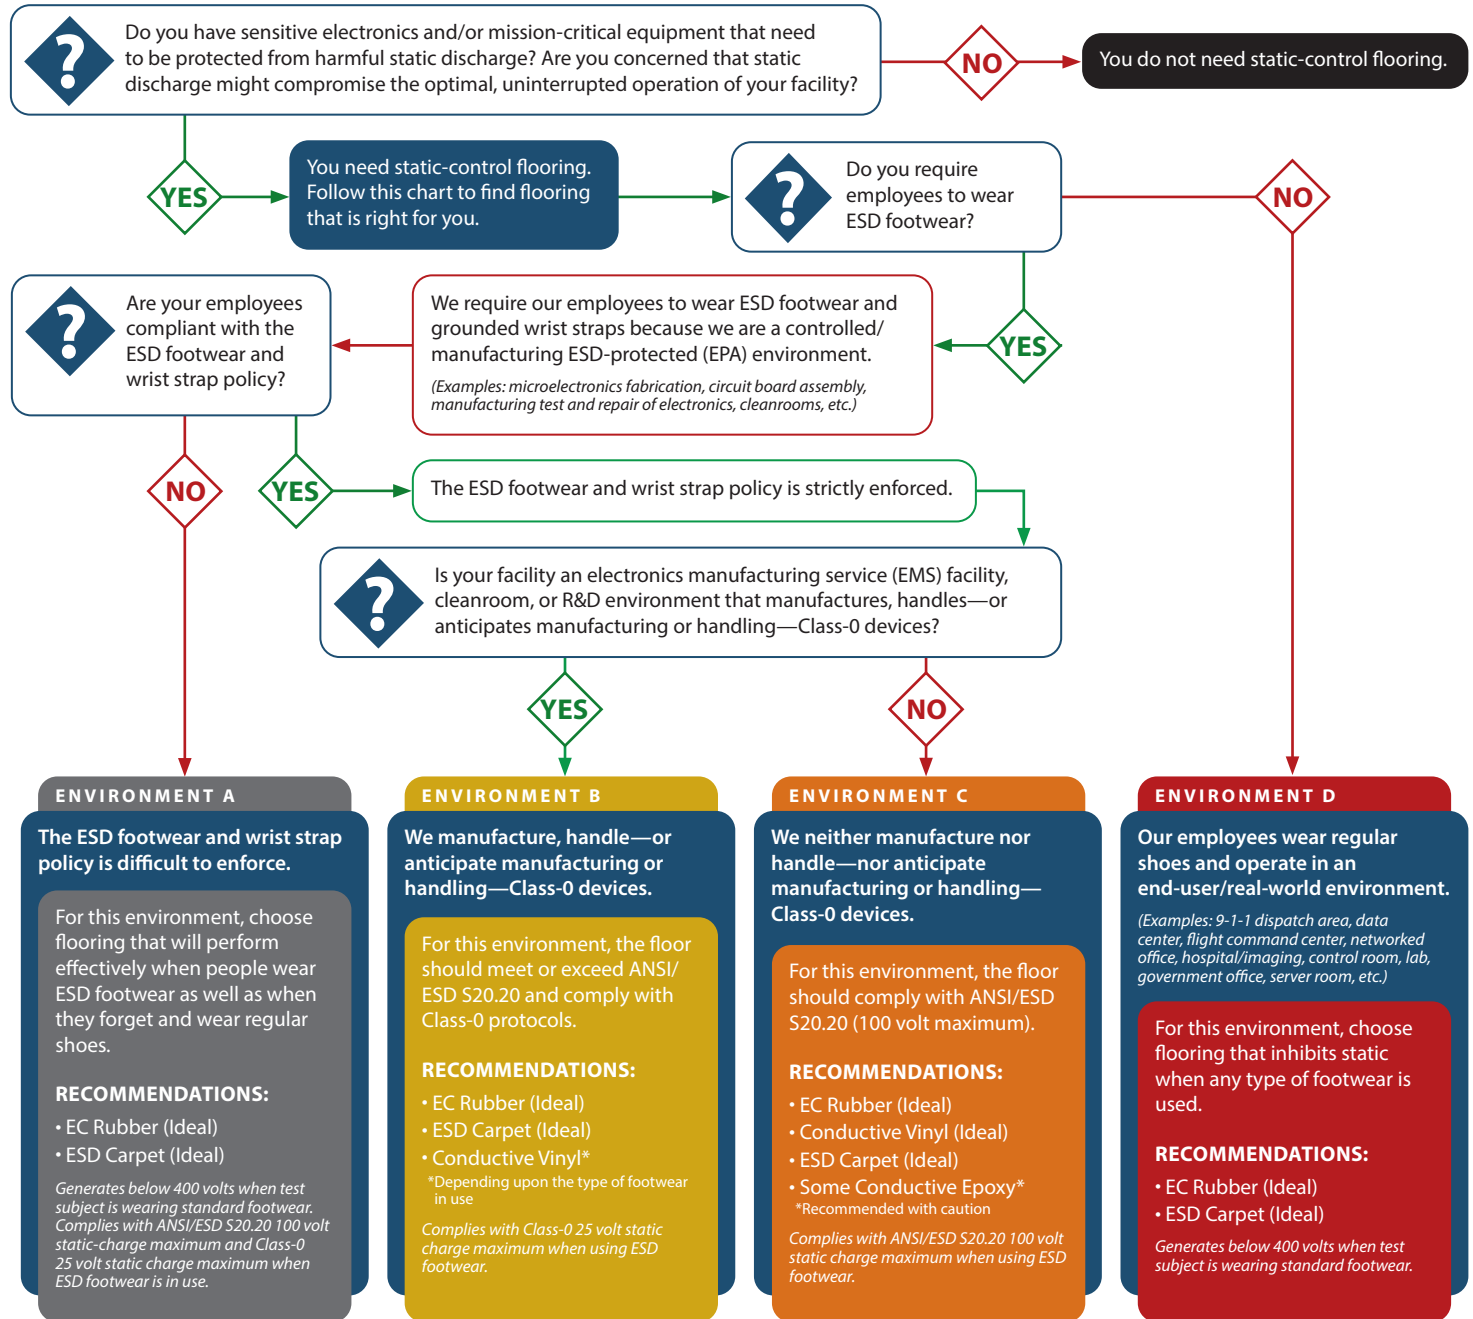 ?
Do you have sensitive electronics and/or mission-critical equipment that need
to be protected from harmful static discharge? Are you concerned that static
discharge might compromise the optimal, uninterrupted operation of your facility?
NO
You do not need static-control flooring.
YES
You need static-control flooring.
Follow this chart to find flooring
that is right for you.
?
Do you require
employees to wear
ESD footwear?
NO
?
Are your employees
compliant with the
ESD footwear and
wrist strap policy?
We require our employees to wear ESD footwear and
grounded wrist straps because we are a controlled/
manufacturing ESD-protected (EPA) environment.
(Examples: microelectronics fabrication, circuit board assembly,
manufacturing test and repair of electronics, cleanrooms, etc.)
YES
NO
YES
The ESD footwear and wrist strap policy is strictly enforced.
?
Is your facility an electronics manufacturing service (EMS) facility,
cleanroom, or R&D environment that manufactures, handles—or
anticipates manufacturing or handling—Class-0 devices?
YES
NO
ENVIRONMENT A
The ESD footwear and wrist strap
policy is difficult to enforce.
For this environment, choose
flooring that will perform
effectively when people wear
ESD footwear as well as when
they forget and wear regular
shoes.
RECOMMENDATIONS:
• EC Rubber (Ideal)
• ESD Carpet (Ideal)
Generates below 400 volts when test
subject is wearing standard footwear.
Complies with ANSI/ESD S20.20 100 volt
static-charge maximum and Class-0
25 volt static charge maximum when
ESD footwear is in use.
ENVIRONMENT B
We manufacture, handle—or
anticipate manufacturing or
handling—Class-0 devices.
For this environment, the floor
should meet or exceed ANSI/
ESD S20.20 and comply with
Class-0 protocols.
RECOMMENDATIONS:
• EC Rubber (Ideal)
• ESD Carpet (Ideal)
• Conductive Vinyl*
*Depending upon the type of footwear
in use
Complies with Class-0 25 volt static
charge maximum when using ESD
footwear.
ENVIRONMENT C
We neither manufacture nor
handle—nor anticipate
manufacturing or handling—
Class-0 devices.
For this environment, the floor
should comply with ANSI/ESD
S20.20 (100 volt maximum).
RECOMMENDATIONS:
• EC Rubber (Ideal)
• Conductive Vinyl (Ideal)
• ESD Carpet (Ideal)
• Some Conductive Epoxy*
*Recommended with caution
Complies with ANSI/ESD S20.20 100 volt
static charge maximum when using ESD
footwear.
ENVIRONMENT D
Our employees wear regular
shoes and operate in an
end-user/real-world environment.
(Examples: 9-1-1 dispatch area, data
center, flight command center, networked
office, hospital/imaging, control room, lab,
government office, server room, etc.)
For this environment, choose
flooring that inhibits static
when any type of footwear is
used.
RECOMMENDATIONS:
• EC Rubber (Ideal)
• ESD Carpet (Ideal)
Generates below 400 volts when test
subject is wearing standard footwear.